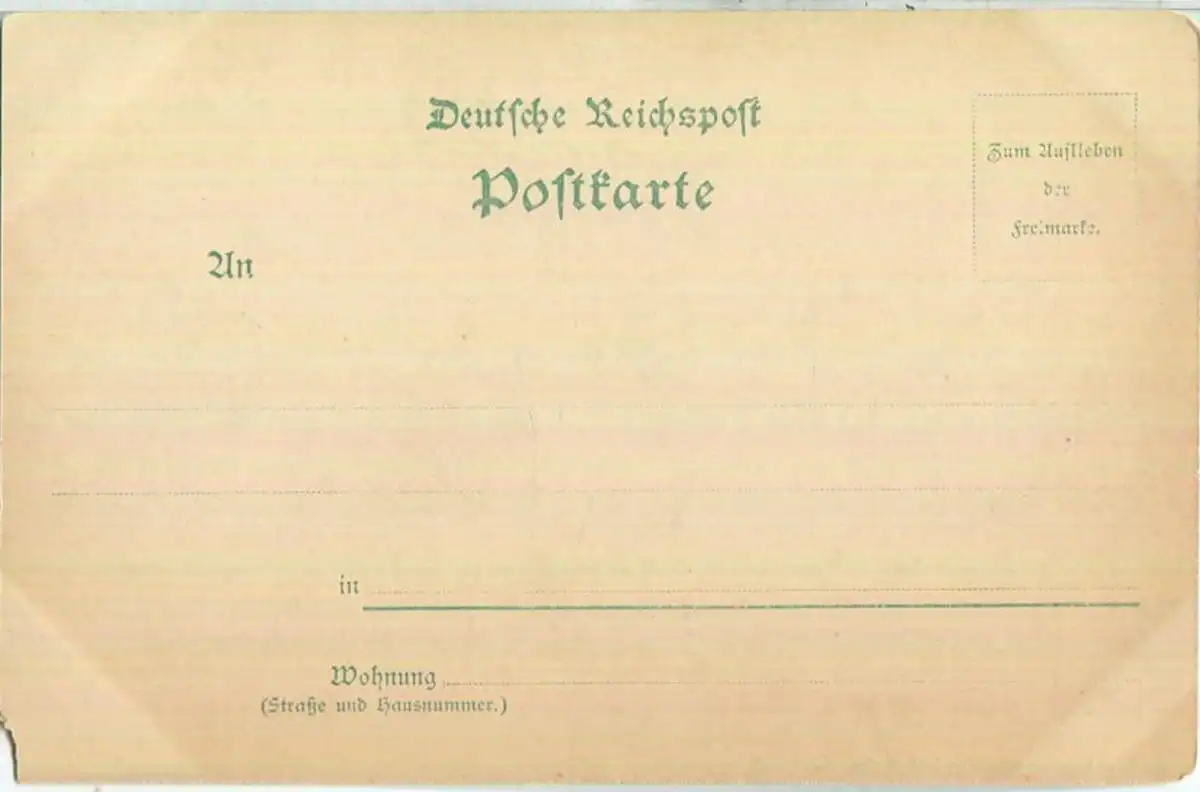 Deutsche Reichspost
Postkarte
Zum Aufkleben
der
Freimarke.
An
in
Wohnung
(Straße und Hausnummer.)